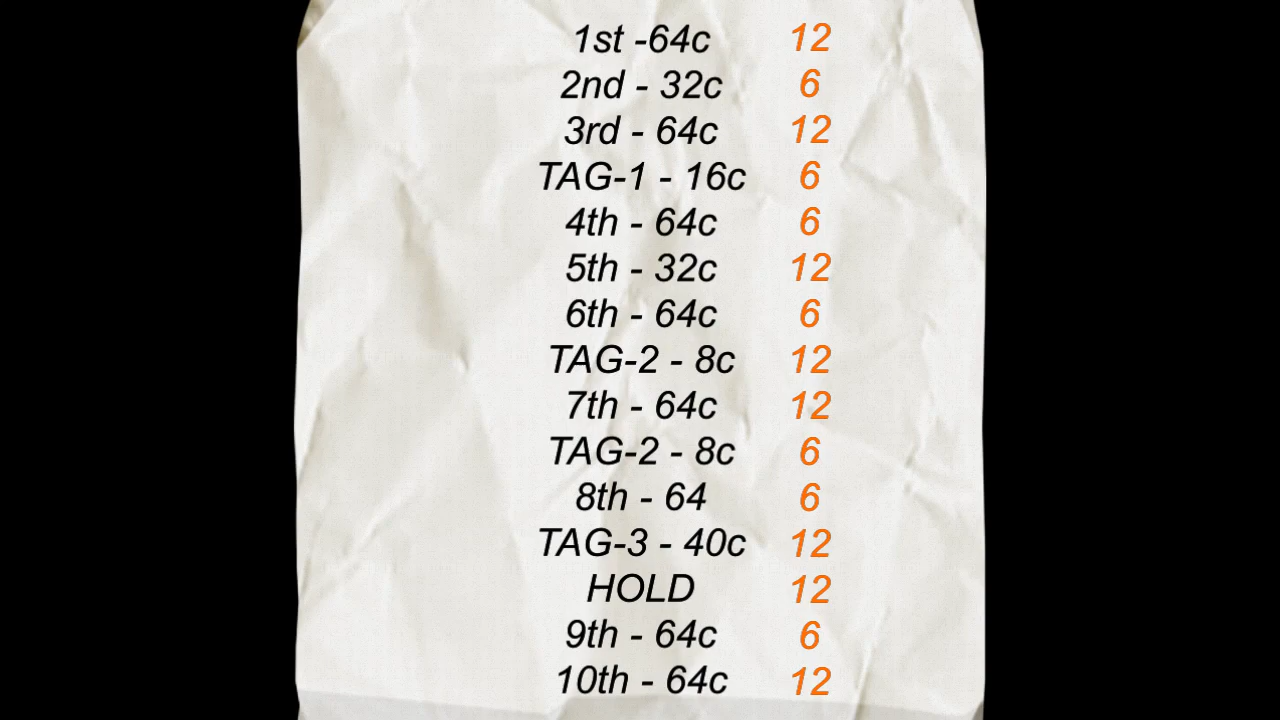 1st -64c 12
2nd - 32c 6
3rd - 64c 12
TAG-1 - 16c 6
4th - 64c 6
5th - 32c 12
6th - 64c 6
TAG-2 - 8c 12
7th - 64c 12
TAG-2 - 8c 6
8th - 64 6
TAG-3 - 40c 12
HOLD 12
9th - 64c 6
10th - 64c 12